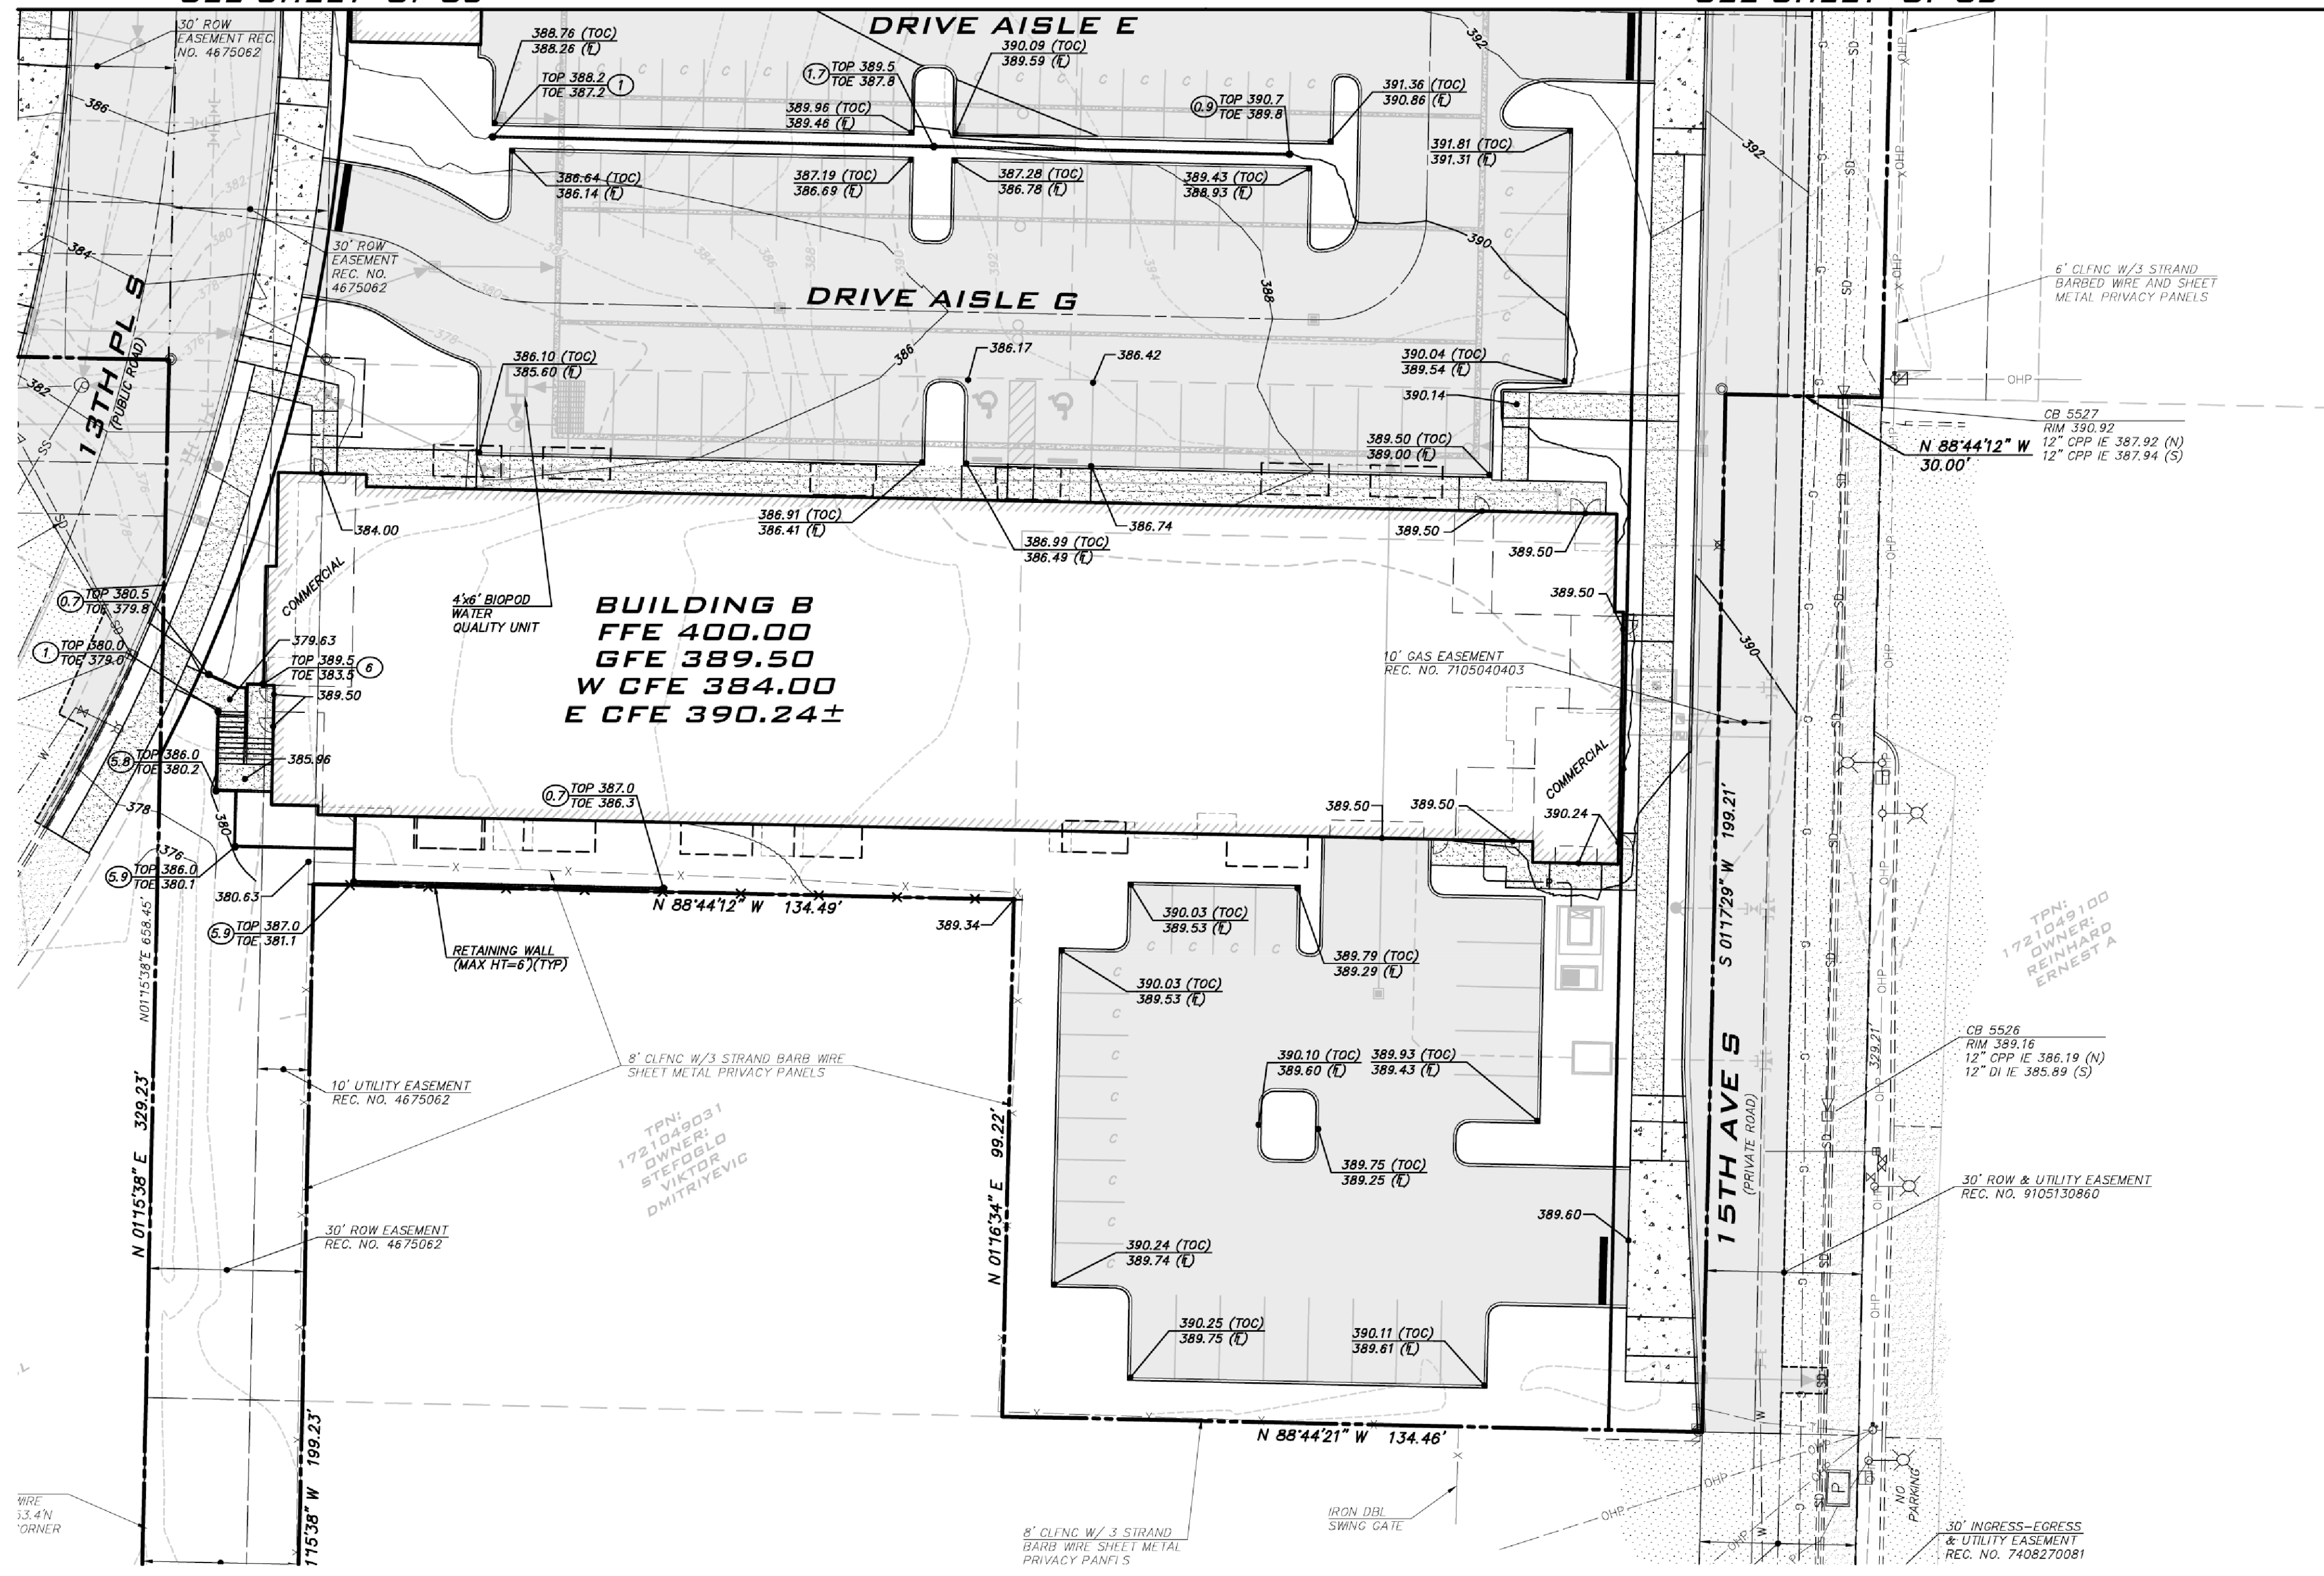 DRIVE AISLE E
30' ROW
EASEMENT REC.
NO. 4675062
388.76 (TOC)
388.26 (FL)
390.09 (TOC)
389.59 (FL)
392
TOP 388.2
TOE 387.2
1
1.7
TOP 389.5
TOE 387.8
389.96 (TOC)
389.46 (FL)
0.9
TOP 390.7
TOE 389.8
391.36 (TOC)
390.86 (FL)
391.81 (TOC)
391.31 (FL)
392
386
386.64 (TOC)
386.14 (FL)
387.19 (TOC)
386.69 (FL)
387.28 (TOC)
386.78 (FL)
389.43 (TOC)
388.93 (FL)
384
382
380
30' ROW
EASEMENT
REC. NO.
4675062
390
388
386
DRIVE AISLE G
6' CLFNC W/3 STRAND
BARBED WIRE AND SHEET
METAL PRIVACY PANELS
13TH PL S
(PUBLIC ROAD)
382
386.10 (TOC)
385.60 (FL)
386.17
386.42
390.04 (TOC)
389.54 (FL)
390.14
389.50 (TOC)
389.00 (FL)
OHP
CB 5527
RIM 390.92
12" CPP IE 387.92 (N)
12" CPP IE 387.94 (S)
N 88°44'12" W
30.00'
384.00
386.91 (TOC)
386.41 (FL)
386.99 (TOC)
386.49 (FL)
386.74
389.50
389.50
389.50
COMMERCIAL
4'x6' BIOPOD
WATER
QUALITY UNIT
BUILDING B
FFE 400.00
GFE 389.50
W CFE 384.00
E CFE 390.24±
0.7
TOP 380.5
TOE 379.8
1
TOP 380.0
TOE 379.0
379.63
TOP 389.5
TOE 383.5
6
389.50
10' GAS EASEMENT
REC. NO. 7105040403
390
5.8
TOP 386.0
TOE 380.2
385.96
378
380
0.7
TOP 387.0
TOE 386.3
389.50
389.50
COMMERCIAL
390.24
S 01°17'29" W 199.21'
5.9
TOP 386.0
TOE 380.1
380.63
5.9
TOP 387.0
TOE 381.1
N 88°44'12" W 134.49'
389.34
RETAINING WALL
(MAX HT=6')(TYP)
390.03 (TOC)
389.53 (FL)
389.79 (TOC)
389.29 (FL)
390.03 (TOC)
389.53 (FL)
TPN:
1721049100
OWNER:
REINHARD
ERNEST A
N01°15'38"E 658.45'
8' CLFNC W/3 STRAND BARB WIRE
SHEET METAL PRIVACY PANELS
10' UTILITY EASEMENT
REC. NO. 4675062
390.10 (TOC)
389.60 (FL)
389.93 (TOC)
389.43 (FL)
CB 5526
RIM 389.16
12" CPP IE 386.19 (N)
12" DI IE 385.89 (S)
329.21'
TPN:
1721049031
OWNER:
STEFOGLO
VIKTOR
DMITRIYEVIC
N 01°15'38" E 329.23'
N 01°16'34" E 99.22'
389.75 (TOC)
389.25 (FL)
15TH AVE S
(PRIVATE ROAD)
30' ROW & UTILITY EASEMENT
REC. NO. 9105130860
30' ROW EASEMENT
REC. NO. 4675062
389.60
390.24 (TOC)
389.74 (FL)
390.25 (TOC)
389.75 (FL)
390.11 (TOC)
389.61 (FL)
N 88°44'21" W 134.46'
1°15'38" W 199.23'
53.4'N
8' CLFNC W/ 3 STRAND
BARB WIRE SHEET METAL
IRON DBL
SWING GATE
NO
PARKING
30' INGRESS-EGRESS
& UTILITY EASEMENT
REC. NO. 7408270081